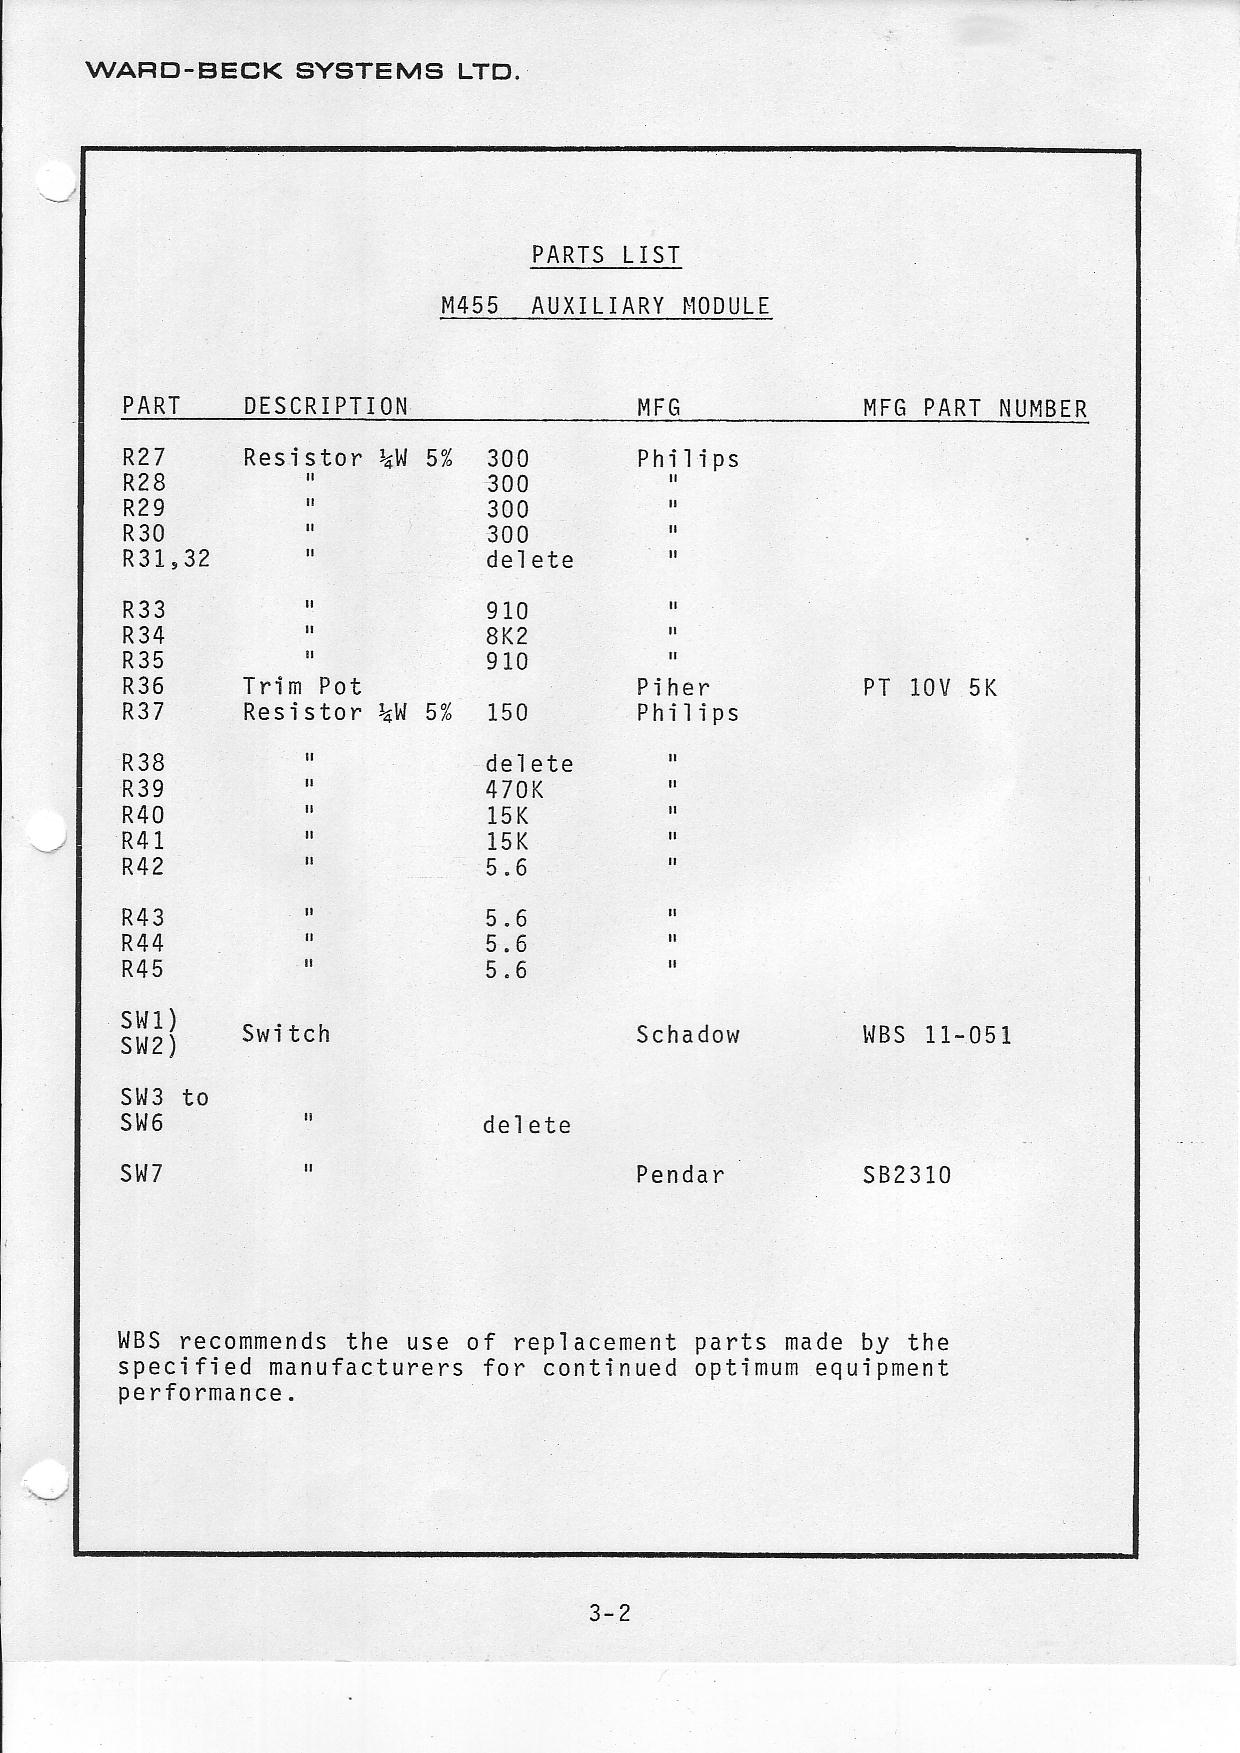 WARD-BECK SYSTEMS LTD.
PARTS LIST
M455 AUXILIARY MODULE
PART DESCRIPTION MFG MFG PART NUMBER
R27 Resistor ¼W 5% 300 Philips
R28 " 300 "
R29 " 300 "
R30 " 300 "
R31,32 " delete "
R33 " 910 "
R34 " 8K2 "
R35 " 910 "
R36 Trim Pot Piher PT 10V 5K
R37 Resistor ¼W 5% 150 Philips
R38 " delete "
R39 " 470K "
R40 " 15K "
R41 " 15K "
R42 " 5.6 "
R43 " 5.6 "
R44 " 5.6 "
R45 " 5.6 "
SW1)
SW2) Switch Schadow WBS 11-051
SW3 to
SW6 " delete
SW7 " Pendar SB2310
WBS recommends the use of replacement parts made by the
specified manufacturers for continued optimum equipment
performance.
3-2